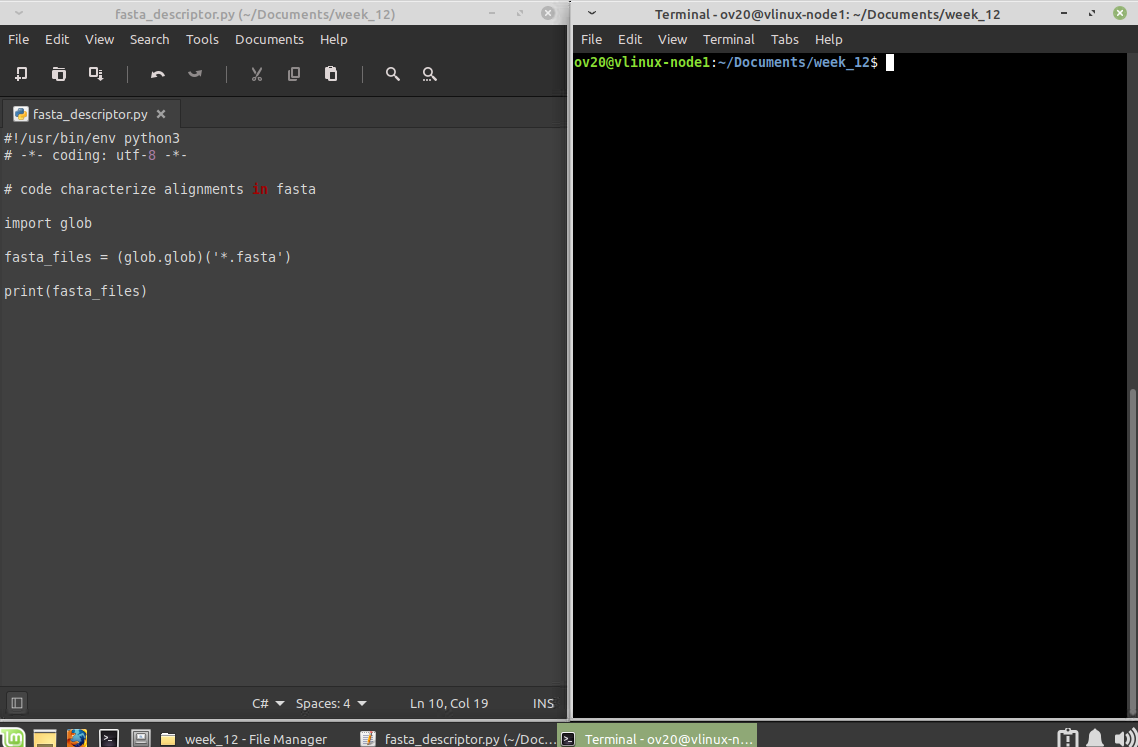 fasta_descriptor.py (~/Documents/week_12)
File Edit View Search Tools Documents Help
fasta_descriptor.py
#!/usr/bin/env python3
# -*- coding: utf-8 -*-
# code characterize alignments in fasta
import glob
fasta_files = (glob.glob)('*.fasta')
print(fasta_files)
C# Spaces: 4 Ln 10, Col 19 INS
Terminal - ov20@vlinux-node1: ~/Documents/week_12
File Edit View Terminal Tabs Help
ov20@vlinux-node1:~/Documents/week_12$
week_12 - File Manager fasta_descriptor.py (~/Doc... Terminal - ov20@vlinux-n...